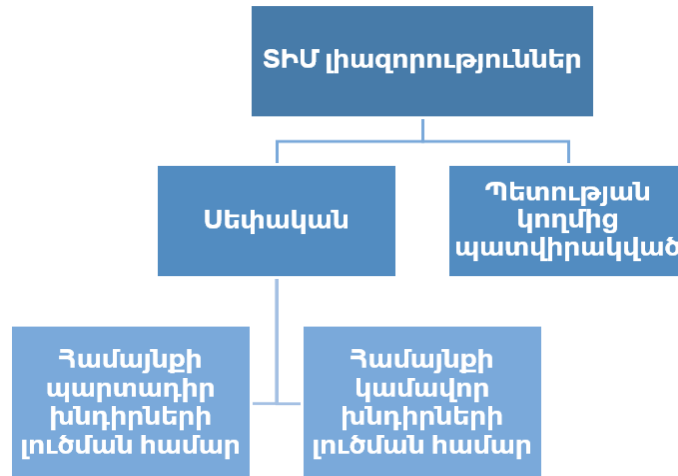 ՏԻՄ լիազորություններ
Սեփական
Պետության
կողմից
պատվիրակված
Համայնքի
պարտադիր
խնդիրների
լուծման համար
Համայնքի
կամավոր
խնդիրների
լուծման համար